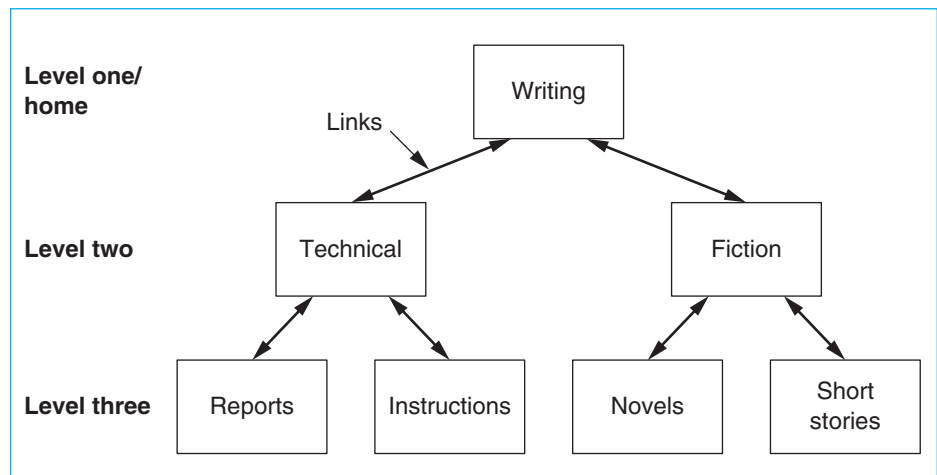 Level one/
home
Writing
Links
Level two
Technical
Fiction
Level three
Reports
Instructions
Novels
Short
stories